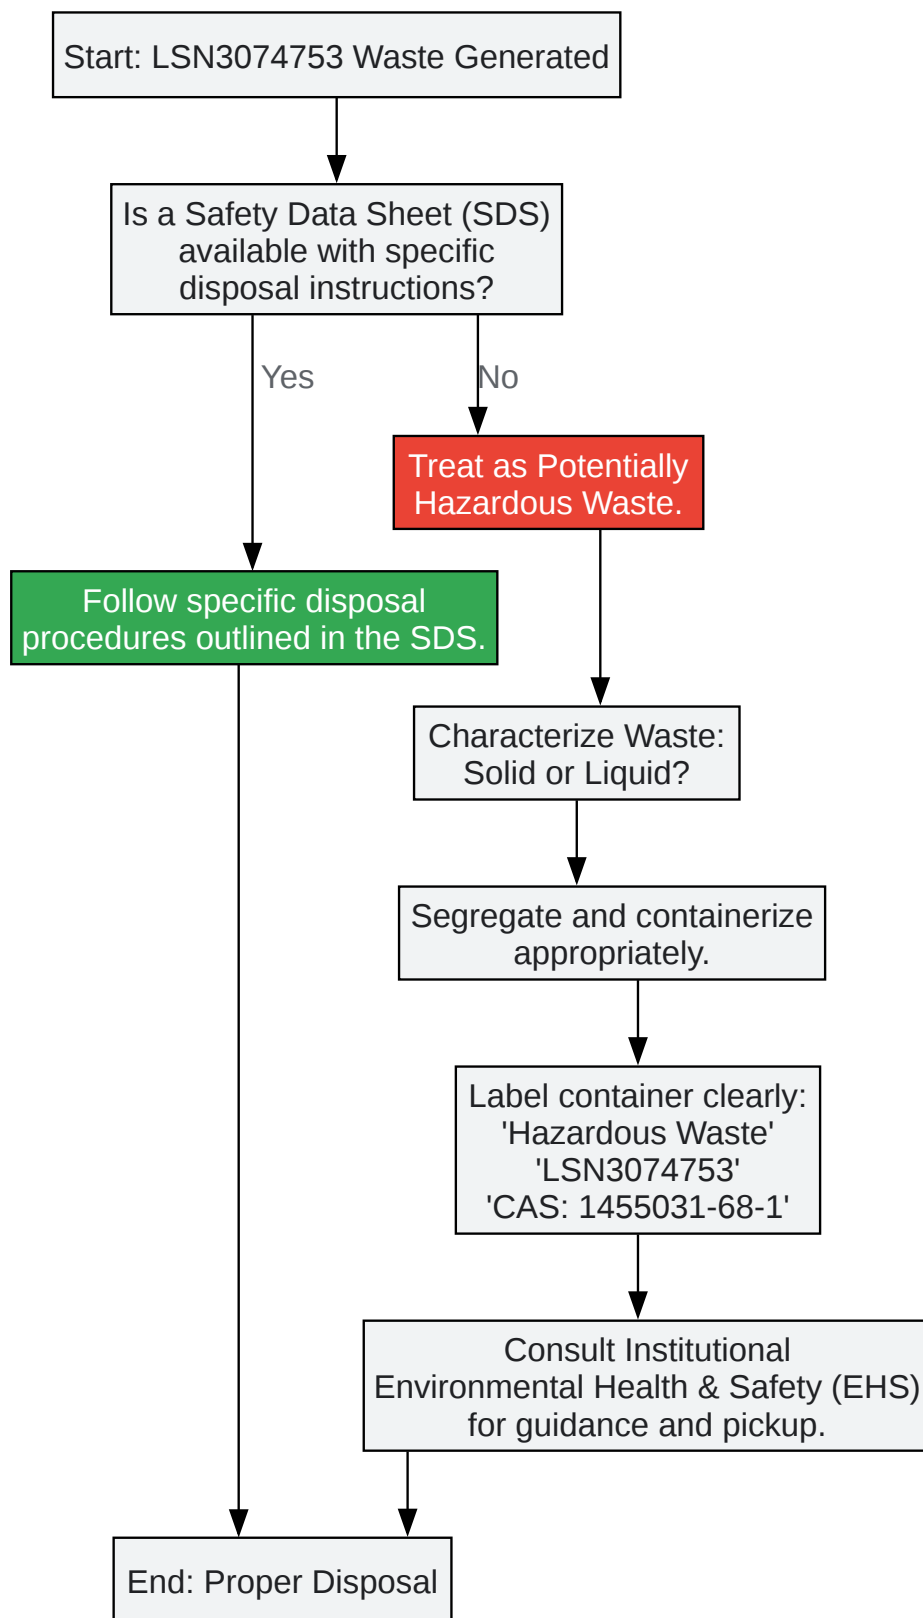 Start: LSN3074753 Waste Generated
Is a Safety Data Sheet (SDS)
available with specific
disposal instructions?
Yes
No
Treat as Potentially
Hazardous Waste.
Follow specific disposal
procedures outlined in the SDS.
Characterize Waste:
Solid or Liquid?
Segregate and containerize
appropriately.
Label container clearly:
'Hazardous Waste'
'LSN3074753'
'CAS: 1455031-68-1'
Consult Institutional
Environmental Health & Safety (EHS)
for guidance and pickup.
End: Proper Disposal